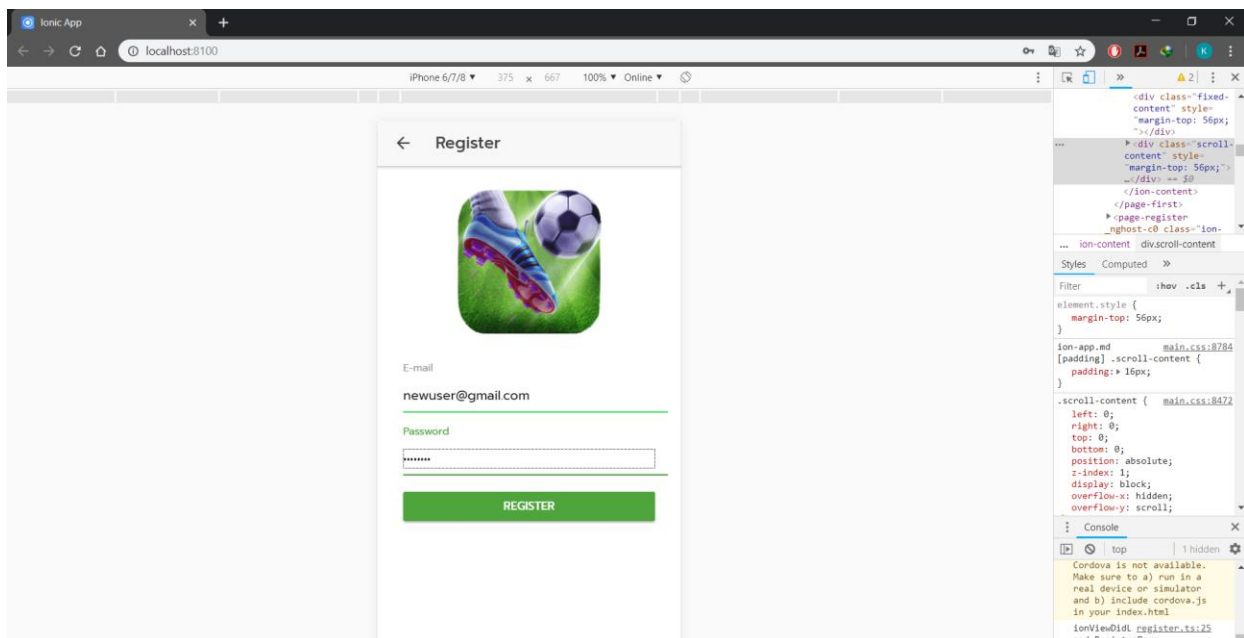 Ionic App
localhost:8100
K
iPhone 6/7/8 ▼ 375 x 667 100% ▼ Online ▼
2
Register
E-mail
newuser@gmail.com
Password
••••••••
REGISTER
<div class="fixed-
content" style=
"margin-top: 56px;
"></div>
<div class="scroll-
content" style=
"margin-top: 56px;">
…</div> == $0
</ion-content>
</page-first>
<page-register
_nghost-c0 class="ion-
... ion-content div.scroll-content
Styles Computed »
Filter :hov .cls +
element.style {
margin-top: 56px;
}
ion-app.md main.css:8784
[padding] .scroll-content {
padding:▶ 16px;
}
.scroll-content { main.css:8472
left: 0;
right: 0;
top: 0;
bottom: 0;
position: absolute;
z-index: 1;
display: block;
overflow-x: hidden;
overflow-y: scroll;
Console
top 1 hidden
Cordova is not available.
Make sure to a) run in a
real device or simulator
and b) include cordova.js
in your index.html
ionViewDidL register.ts:25